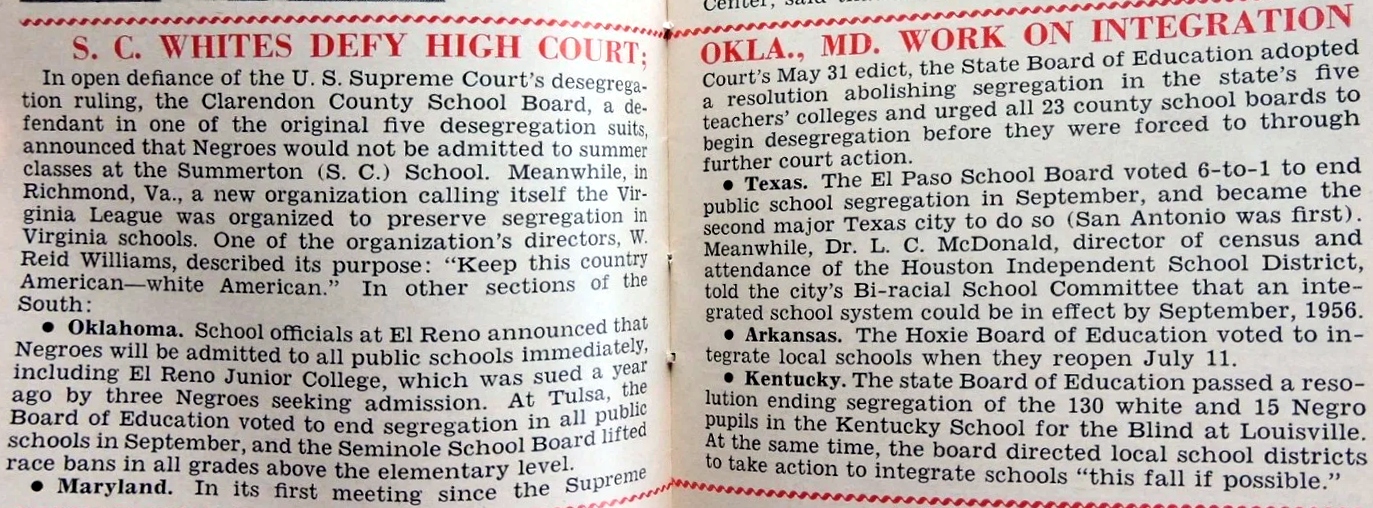 Center, said
S. C. WHITES DEFY HIGH COURT;
In open defiance of the U. S. Supreme Court's desegrega-
tion ruling, the Clarendon County School Board, a de-
fendant in one of the original five desegregation suits,
announced that Negroes would not be admitted to summer
classes at the Summerton (S. C.) School. Meanwhile, in
Richmond, Va., a new organization calling itself the Vir-
ginia League was organized to preserve segregation in
Virginia schools. One of the organization's directors, W.
Reid Williams, described its purpose: "Keep this country
American—white American." In other sections of the
South:
• Oklahoma. School officials at El Reno announced that
Negroes will be admitted to all public schools immediately,
including El Reno Junior College, which was sued a year
ago by three Negroes seeking admission. At Tulsa, the
Board of Education voted to end segregation in all public
schools in September, and the Seminole School Board lifted
race bans in all grades above the elementary level.
• Maryland. In its first meeting since the Supreme
OKLA., MD. WORK ON INTEGRATION
Court's May 31 edict, the State Board of Education adopted
a resolution abolishing segregation in the state's five
teachers' colleges and urged all 23 county school boards to
begin desegregation before they were forced to through
further court action.
• Texas. The El Paso School Board voted 6-to-1 to end
public school segregation in September, and became the
second major Texas city to do so (San Antonio was first).
Meanwhile, Dr. L. C. McDonald, director of census and
attendance of the Houston Independent School District,
told the city's Bi-racial School Committee that an inte-
grated school system could be in effect by September, 1956.
• Arkansas. The Hoxie Board of Education voted to in-
tegrate local schools when they reopen July 11.
• Kentucky. The state Board of Education passed a reso-
lution ending segregation of the 130 white and 15 Negro
pupils in the Kentucky School for the Blind at Louisville.
At the same time, the board directed local school districts
to take action to integrate schools "this fall if possible."